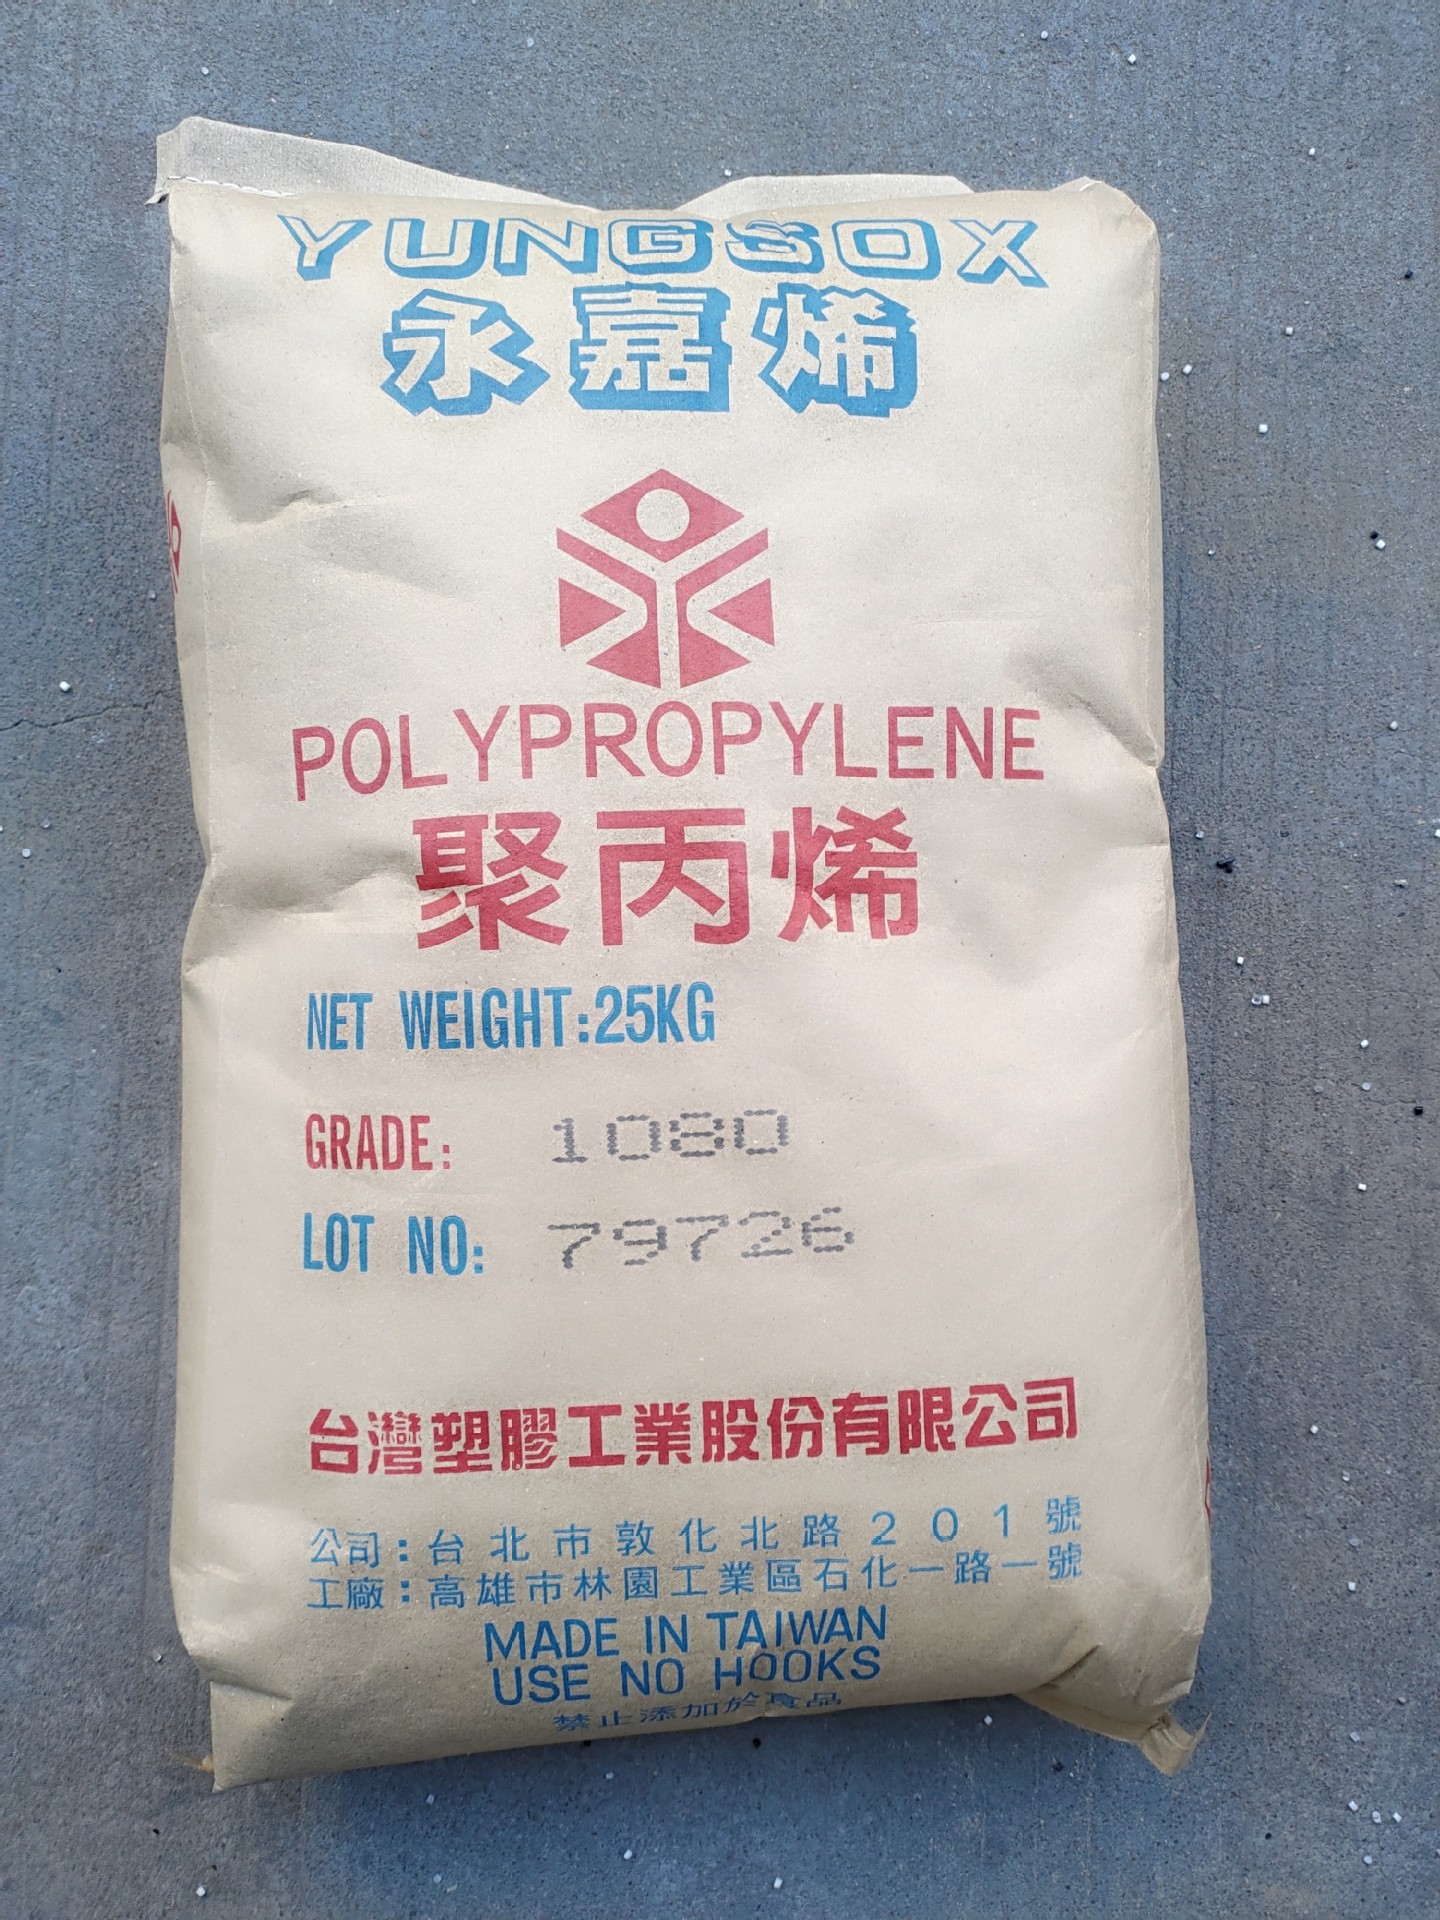 YUNGSOX
永嘉烯
POLYPROPYLENE
聚丙烯
NET WEIGHT:25KG
GRADE: 1080
LOT NO: 79726
台灣塑膠工業股份有限公司
公司：台北市敦化北路201號
工廠：高雄市林園工業區石化一路一號
MADE IN TAIWAN
USE NO HOOKS
禁止添加於食品